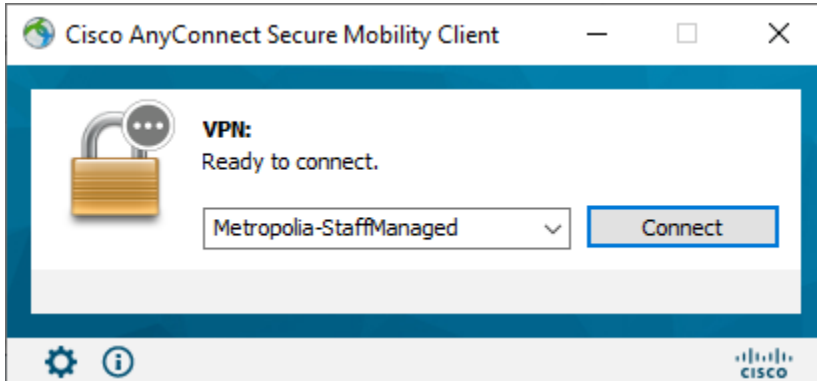 Cisco AnyConnect Secure Mobility Client
VPN:
Ready to connect.
Metropolia-StaffManaged
Connect
CISCO